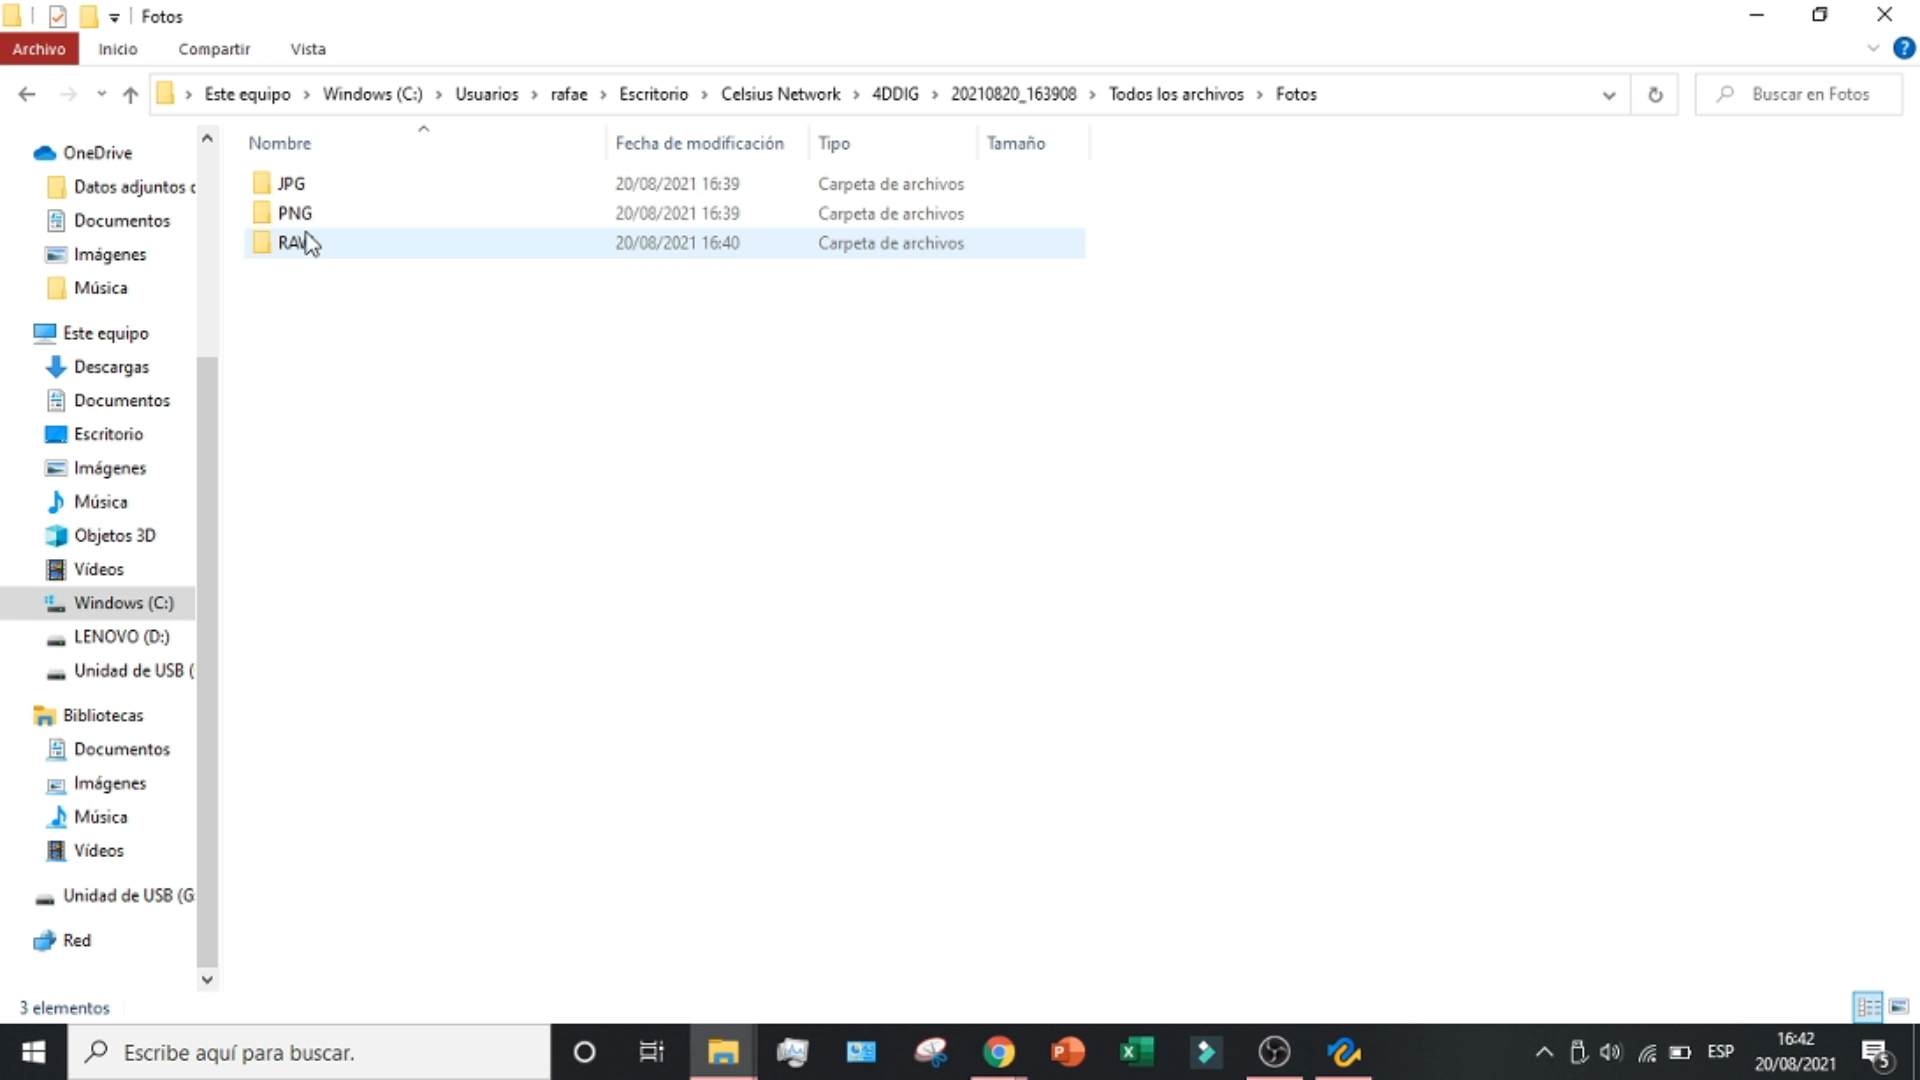 Fotos
Archivo Inicio Compartir Vista
Este equipo › Windows (C:) › Usuarios › rafae › Escritorio › Celsius Network › 4DDIG › 20210820_163908 › Todos los archivos › Fotos
Buscar en Fotos
Nombre Fecha de modificación Tipo Tamaño
JPG 20/08/2021 16:39 Carpeta de archivos
PNG 20/08/2021 16:39 Carpeta de archivos
20/08/2021 16:40 Carpeta de archivos
OneDrive
Datos adjuntos
Documentos
Imágenes
Música
Este equipo
Descargas
Documentos
Escritorio
Imágenes
Música
Objetos 3D
Vídeos
Windows (C:)
LENOVO (D:)
Unidad de USB (
Bibliotecas
Documentos
Imágenes
Música
Vídeos
Unidad de USB (G
Red
3 elementos
Escribe aquí para buscar.
ESP
16:42
20/08/2021
5